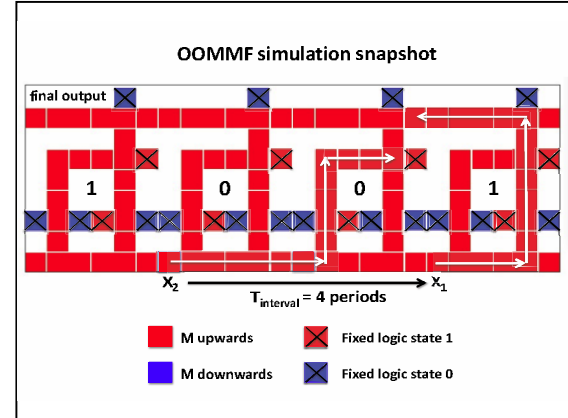 OOMMF simulation snapshot
final output
1 0 0 1
X2 X1
Tinterval = 4 periods
M upwards Fixed logic state 1
M downwards Fixed logic state 0